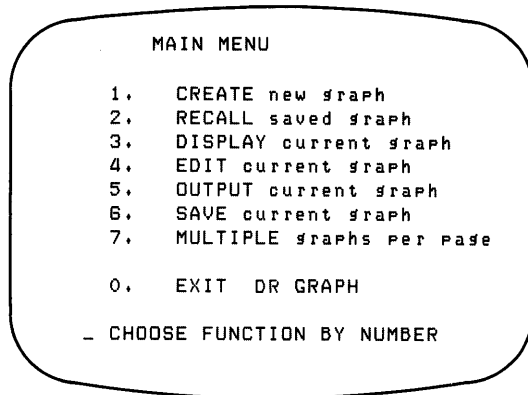 MAIN MENU
1. CREATE new graph
2. RECALL saved graph
3. DISPLAY current graph
4. EDIT current graph
5. OUTPUT current graph
6. SAVE current graph
7. MULTIPLE graphs per page
0. EXIT DR GRAPH
_ CHOOSE FUNCTION BY NUMBER